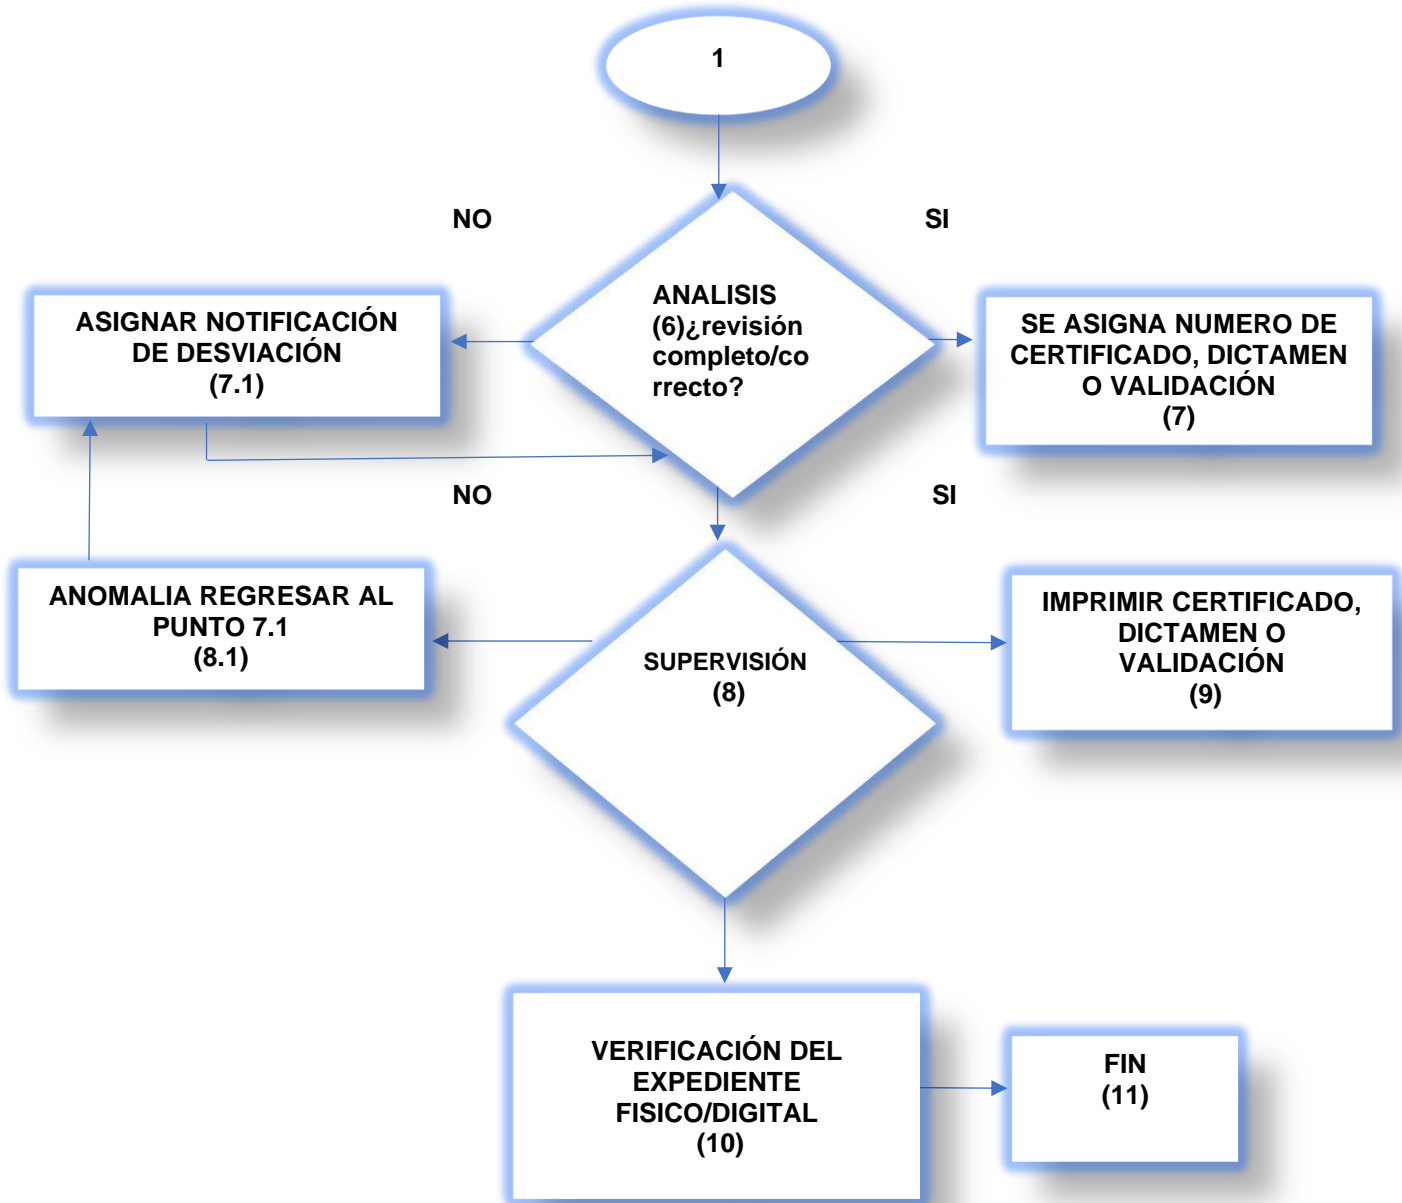 1
NO
SI
ANALISIS
(6)¿revisión
completo/co
rrecto?
ASIGNAR NOTIFICACIÓN
DE DESVIACIÓN
(7.1)
SE ASIGNA NUMERO DE
CERTIFICADO, DICTAMEN
O VALIDACIÓN
(7)
NO
SI
ANOMALIA REGRESAR AL
PUNTO 7.1
(8.1)
SUPERVISIÓN
(8)
IMPRIMIR CERTIFICADO,
DICTAMEN O
VALIDACIÓN
(9)
VERIFICACIÓN DEL
EXPEDIENTE
FISICO/DIGITAL
(10)
FIN
(11)